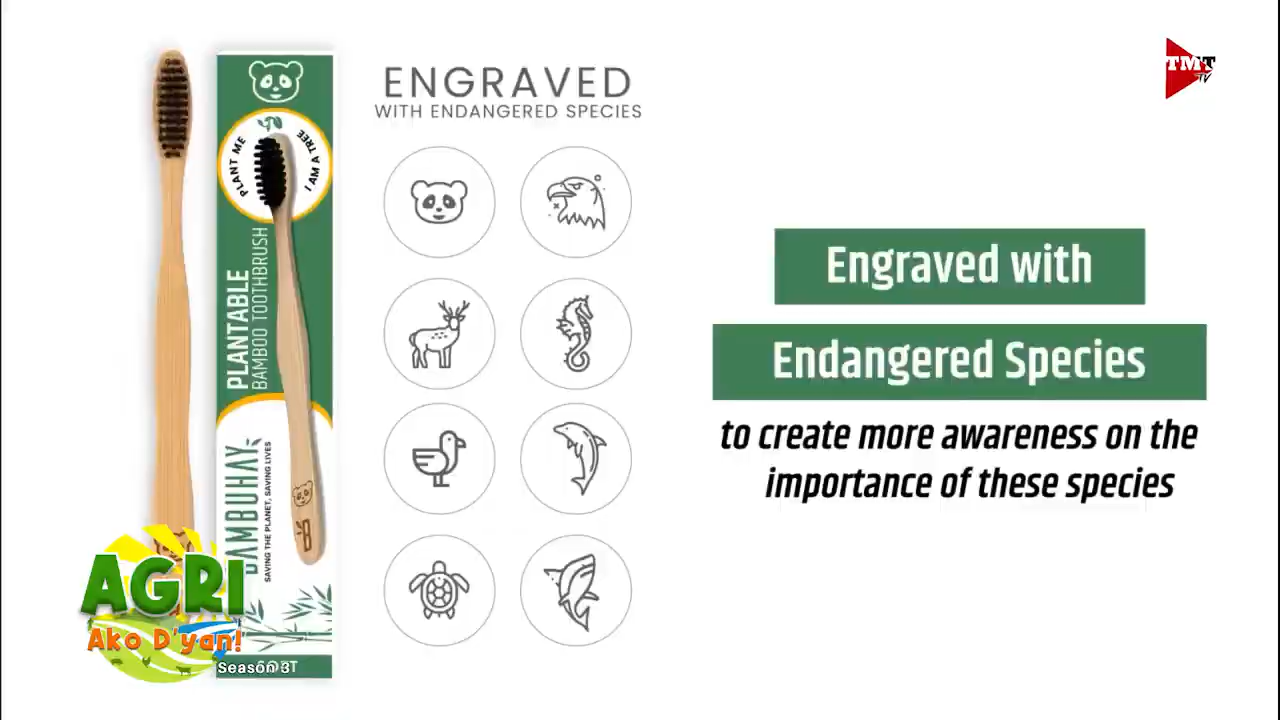 ENGRAVED
WITH ENDANGERED SPECIES
PLANT ME
I AM A TREE
PLANTABLE
BAMBOO TOOTHBRUSH
BAMBUHAY
SAVING THE PLANET, SAVING LIVES
Engraved with
Endangered Species
to create more awareness on the
importance of these species
TMT
TV
AGRI
Ako D'yan!
Season 3